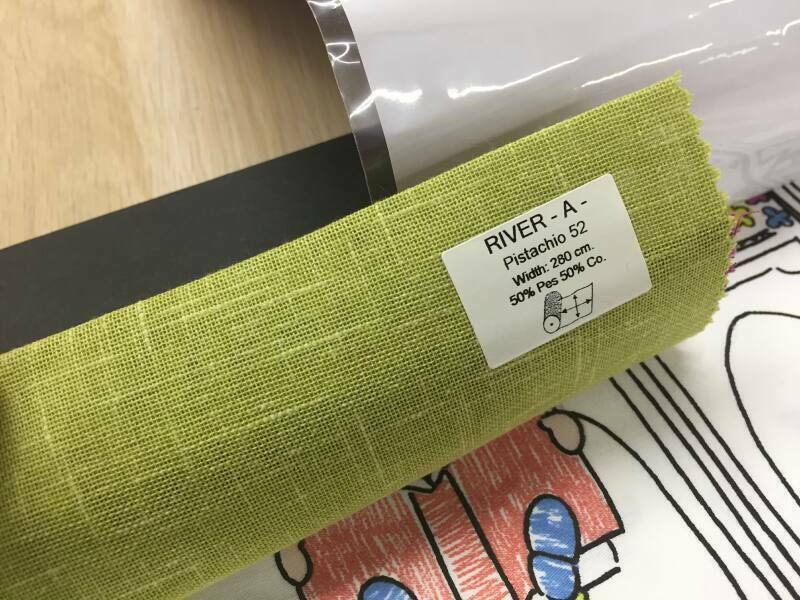 RIVER - A -
Pistachio 52
Width: 280 cm.
50% Pes 50% Co.